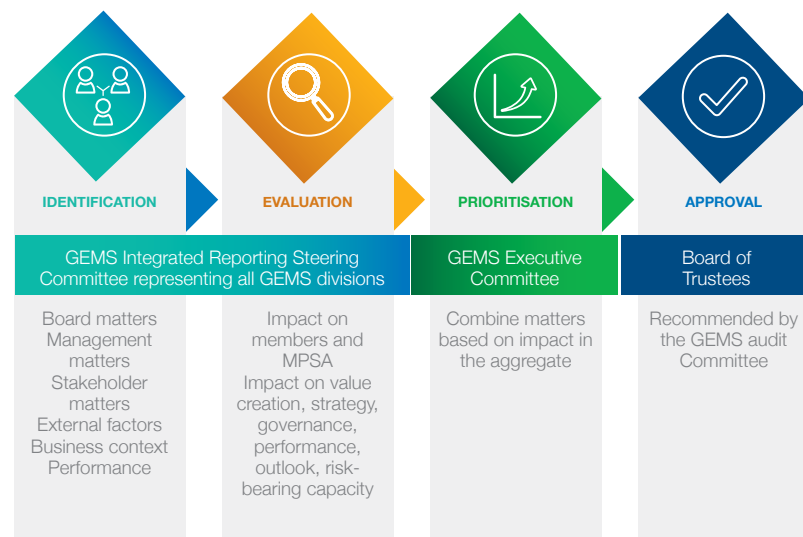 IDENTIFICATION
EVALUATION
PRIORITISATION
APPROVAL
GEMS Integrated Reporting Steering
Committee representing all GEMS divisions
GEMS Executive
Committee
Board of
Trustees
Board matters
Management
matters
Stakeholder
matters
External factors
Business context
Performance
Impact on
members and
MPSA
Impact on value
creation, strategy,
governance,
performance,
outlook, risk-
bearing capacity
Combine matters
based on impact in
the aggregate
Recommended by
the GEMS audit
Committee